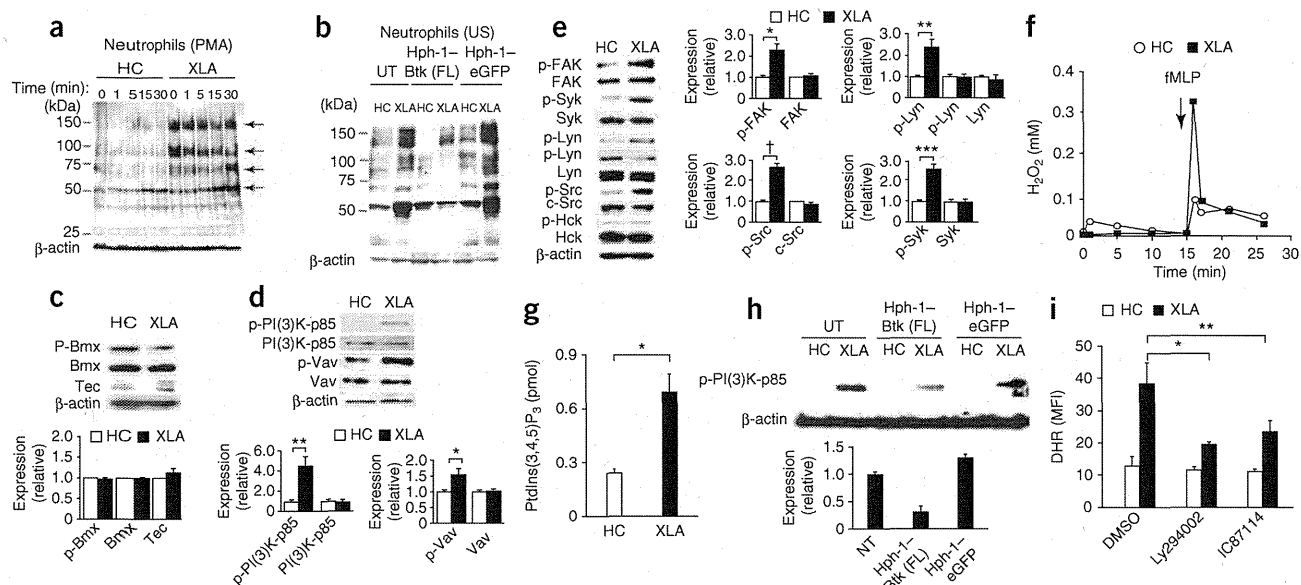 a
Neutrophils (PMA)
HC XLA
Time (min): 0 1 5 15 30 0 1 5 15 30
(kDa)
150
100
75
50
25
β-actin
b
Neutrophils (US)
Hph-1– Hph-1–
UT Btk (FL) eGFP
HC XLA HC XLA HC XLA
(kDa)
150
100
75
50
β-actin
c
HC XLA
P-Bmx
Bmx
Tec
β-actin
HC XLA
Expression (relative)
2.0
1.5
1.0
0.5
0
p-Bmx Bmx Tec
d
HC XLA
p-PI(3)K-p85
PI(3)K-p85
p-Vav
Vav
β-actin
HC XLA
Expression (relative)
6.0
4.0
2.0
0
**
p-PI(3)K-p85 PI(3)K-p85
Expression (relative)
3.0
2.0
1.0
0
*
p-Vav Vav
e
HC XLA
p-FAK
FAK
p-Syk
Syk
p-Lyn
p-Lyn
Lyn
p-Src
c-Src
p-Hck
Hck
β-actin
HC XLA
Expression (relative)
3.0
2.0
1.0
0
*
p-FAK FAK
HC XLA
Expression (relative)
3.0
2.0
1.0
0
**
p-Lyn p-Lyn Lyn
Expression (relative)
3.0
2.0
1.0
0
†
p-Src c-Src
Expression (relative)
3.0
2.0
1.0
0
***
p-Syk Syk
f
HC
XLA
fMLP
H₂O₂ (mM)
0.4
0.3
0.2
0.1
0
0 5 10 15 20 25 30
Time (min)
g
PtdIns(3,4,5)P₃ (pmol)
0.9
0.6
0.3
0
*
HC XLA
h
Hph-1– Hph-1–
UT Btk (FL) eGFP
HC XLA HC XLA HC XLA
p-PI(3)K-p85
β-actin
Expression (relative)
1.5
1.0
0.5
0
NT Hph-1– Btk (FL) Hph-1– eGFP
i
HC XLA
DHR (MFI)
50
40
30
20
10
0
**
*
DMSO Ly294002 IC87114